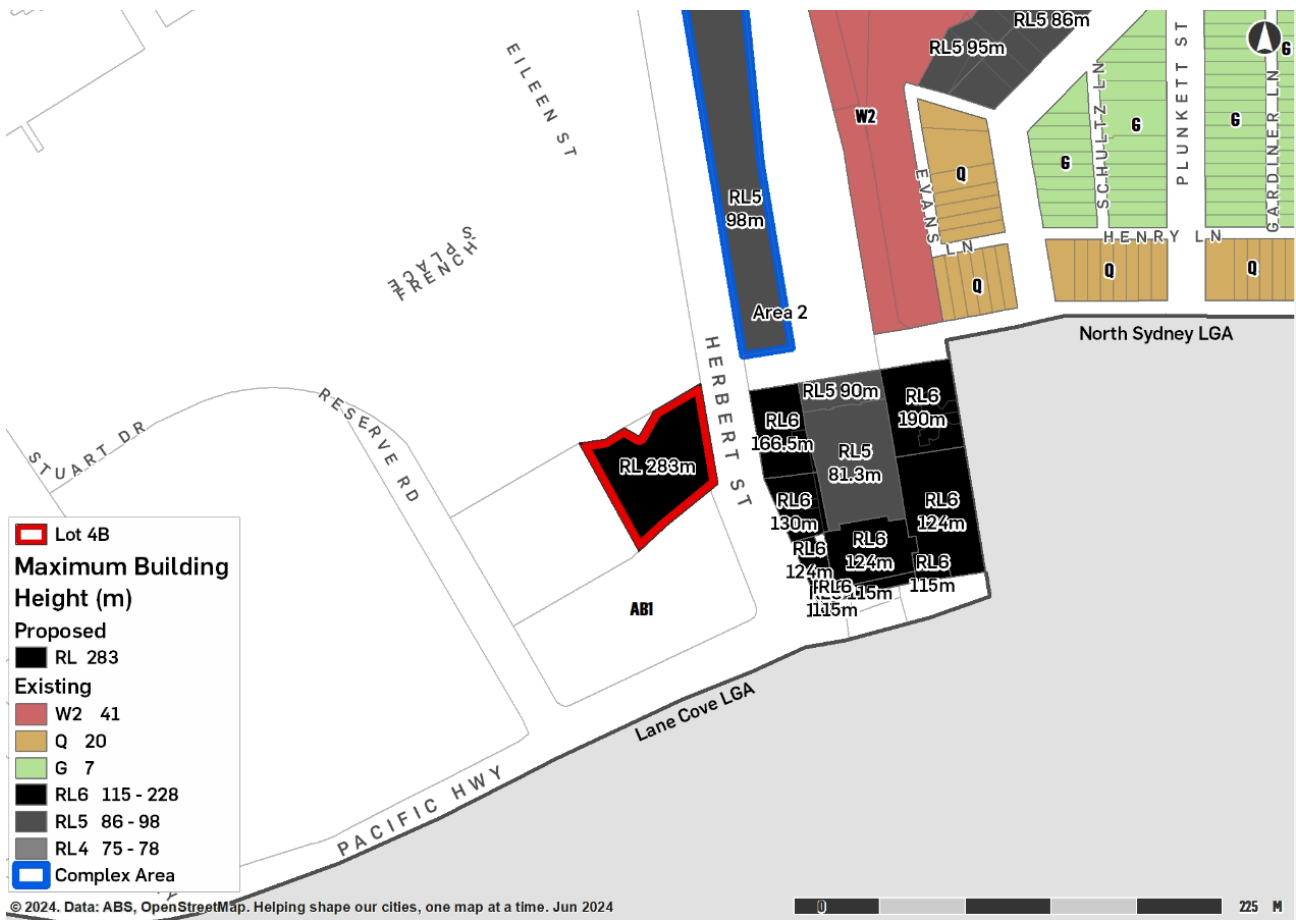 RL5 86m
RL5 95m
G
EILEEN ST
SCHULTZ LN
PLUNKETT ST
GARDINER LN
W2
G
G
G
Q
EVANS LN
RL5
98m
FRENCH'S
PLACE
HENRY LN
Q
Q
Q
Area 2
North Sydney LGA
HERBERT ST
RL5 90m
RL6
190m
RL6
166.5m
RESERVE RD
STUART DR
RL 283m
RL5
81.3m
RL6
130m
RL6
124m
RL6
124m
RL6
124m
RL6
115m
RL6
115m
115m
AB1
Lane Cove LGA
PACIFIC HWY
Lot 4B
Maximum Building
Height (m)
Proposed
RL 283
Existing
W2 41
Q 20
G 7
RL6 115 - 228
RL5 86 - 98
RL4 75 - 78
Complex Area
© 2024. Data: ABS, OpenStreetMap. Helping shape our cities, one map at a time. Jun 2024
0 225 M